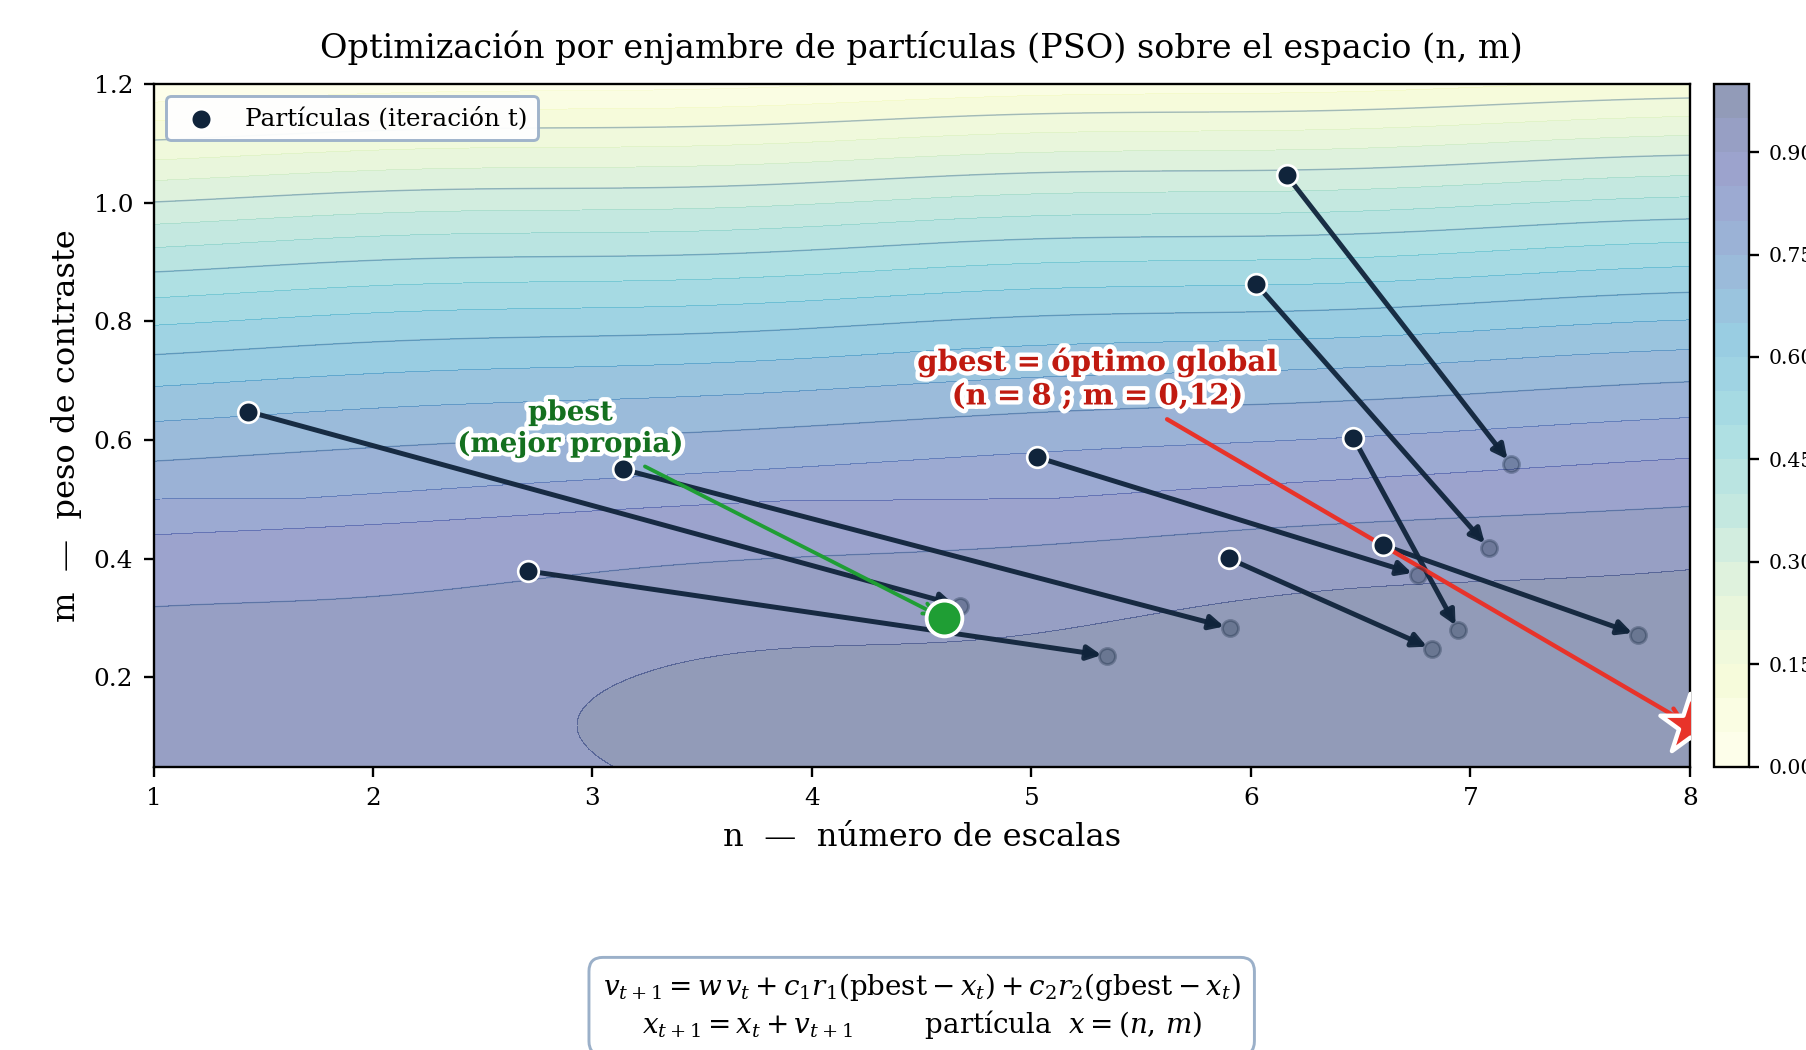 Optimización por enjambre de partículas (PSO) sobre el espacio (n, m)
Partículas (iteración t)
m — peso de contraste
1.2
1.0
0.8
0.6
0.4
0.2
gbest = óptimo global
(n = 8 ; m = 0,12)
pbest
(mejor propia)
0.90
0.75
0.60
0.45
0.30
0.15
0.00
1 2 3 4 5 6 7 8
n — número de escalas
v_{t+1} = w v_t + c_1 r_1 (pbest − x_t) + c_2 r_2 (gbest − x_t)
x_{t+1} = x_t + v_{t+1} partícula x = (n, m)